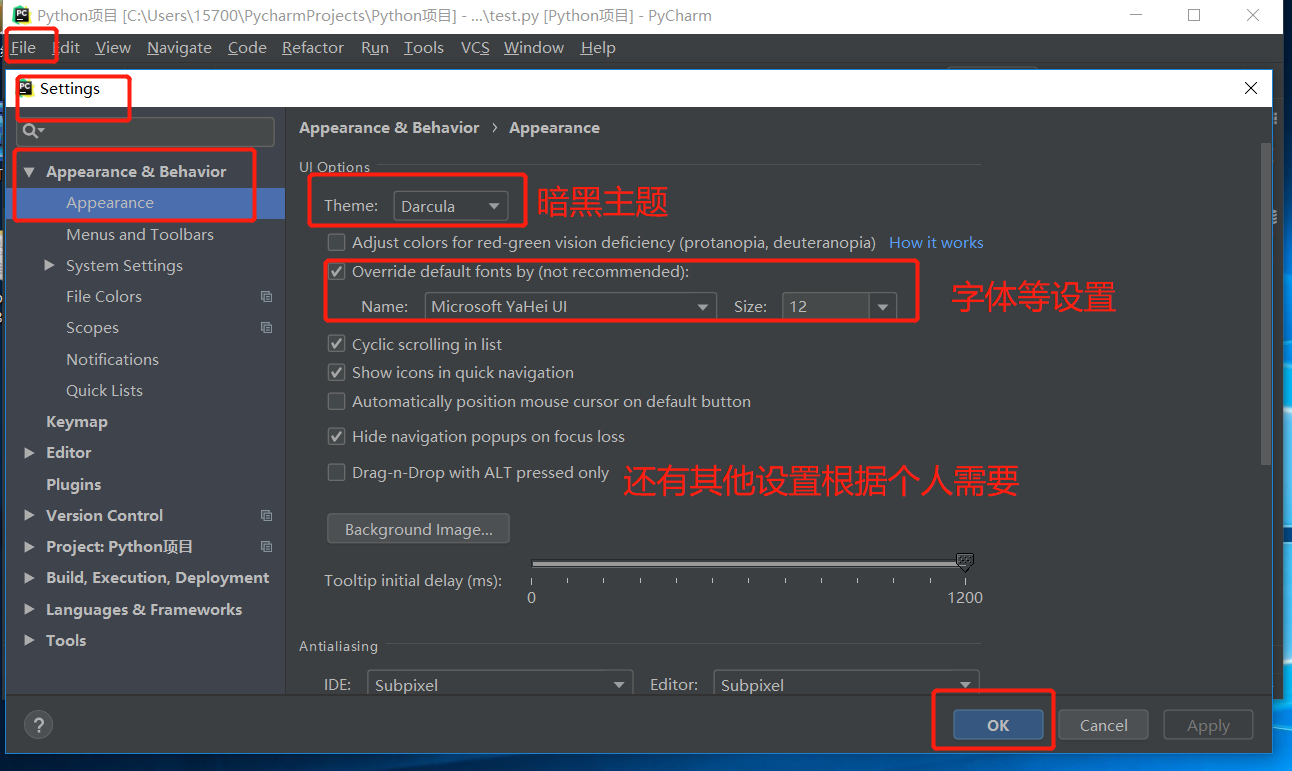 PC Python项目 [C:\Users\15700\PycharmProjects\Python项目] - ...\test.py [Python项目] - PyCharm
File Edit View Navigate Code Refactor Run Tools VCS Window Help
PC Settings
Appearance & Behavior › Appearance
Appearance & Behavior
Appearance
Menus and Toolbars
System Settings
File Colors
Scopes
Notifications
Quick Lists
Keymap
Editor
Plugins
Version Control
Project: Python项目
Build, Execution, Deployment
Languages & Frameworks
Tools
UI Options
Theme: Darcula 暗黑主题
Adjust colors for red-green vision deficiency (protanopia, deuteranopia) How it works
Override default fonts by (not recommended):
Name: Microsoft YaHei UI Size: 12 字体等设置
Cyclic scrolling in list
Show icons in quick navigation
Automatically position mouse cursor on default button
Hide navigation popups on focus loss
Drag-n-Drop with ALT pressed only 还有其他设置根据个人需要
Background Image...
Tooltip initial delay (ms):
0 1200
Antialiasing
IDE: Subpixel Editor: Subpixel
? OK Cancel Apply